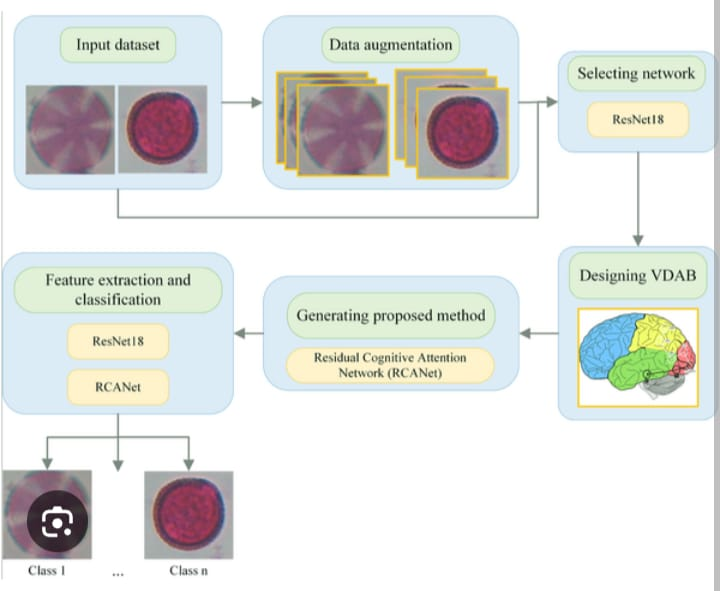 Input dataset
Data augmentation
Selecting network
ResNet18
Designing VDAB
Generating proposed method
Residual Cognitive Attention
Network (RCANet)
Feature extraction and
classification
ResNet18
RCANet
Class 1
...
Class n